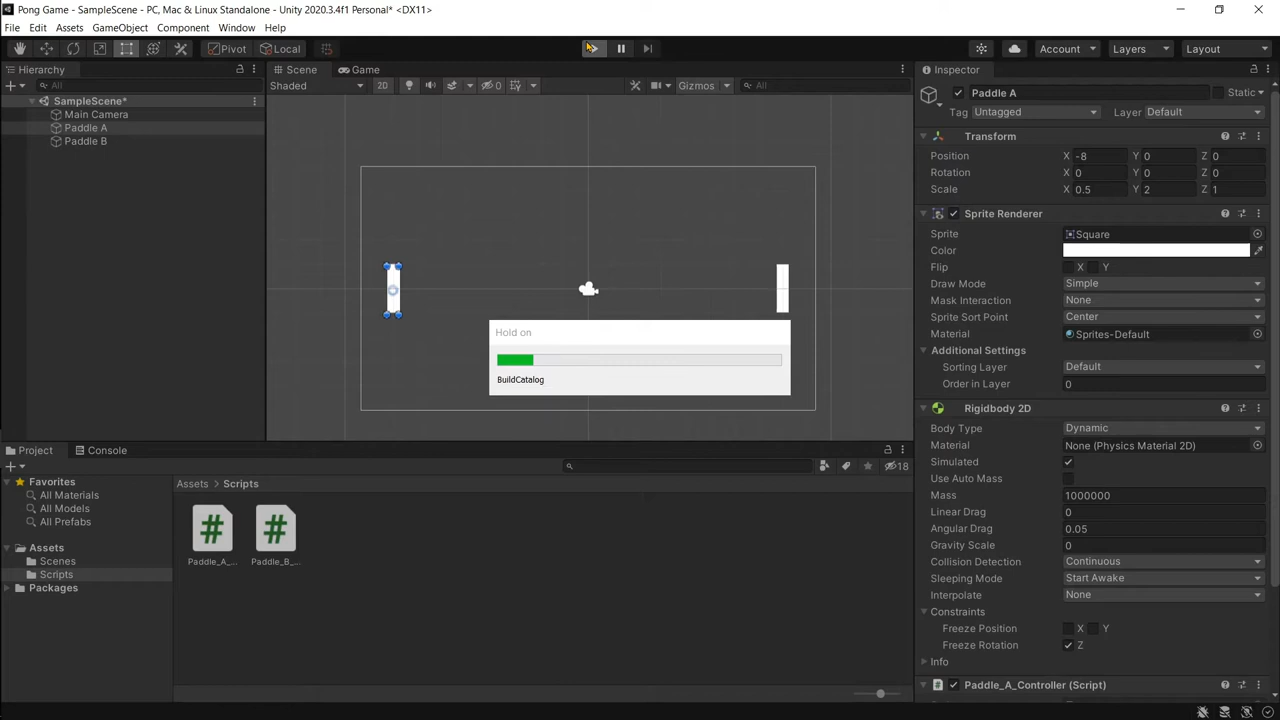 Pong Game - SampleScene - PC, Mac & Linux Standalone - Unity 2020.3.4f1 Personal* <DX11>
File Edit Assets GameObject Component Window Help
Pivot Local Account Layers Layout
Hierarchy
All
SampleScene*
Main Camera
Paddle A
Paddle B
Scene Game
Shaded 2D 0 Gizmos All
Hold on
BuildCatalog
Project Console
18
Favorites
All Materials
All Models
All Prefabs
Assets
Scenes
Scripts
Packages
Assets > Scripts
Paddle_A_... Paddle_B_...
Inspector
Paddle A Static
Tag Untagged Layer Default
Transform
Position X -8 Y 0 Z 0
Rotation X 0 Y 0 Z 0
Scale X 0.5 Y 2 Z 1
Sprite Renderer
Sprite Square
Color
Flip X Y
Draw Mode Simple
Mask Interaction None
Sprite Sort Point Center
Material Sprites-Default
Additional Settings
Sorting Layer Default
Order in Layer 0
Rigidbody 2D
Body Type Dynamic
Material None (Physics Material 2D)
Simulated
Use Auto Mass
Mass 1000000
Linear Drag 0
Angular Drag 0.05
Gravity Scale 0
Collision Detection Continuous
Sleeping Mode Start Awake
Interpolate None
Constraints
Freeze Position X Y
Freeze Rotation Z
Info
Paddle_A_Controller (Script)